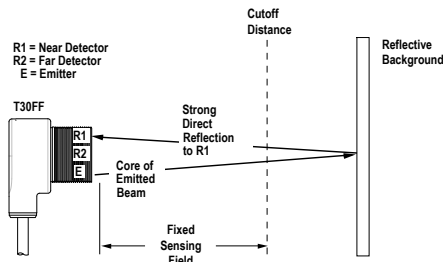 R1 = Near Detector
R2 = Far Detector
E = Emitter
T30FF
R1
R2
E
Cutoff
Distance
Reflective
Background
Strong
Direct
Reflection
to R1
Core of
Emitted
Beam
Fixed
Sensing
Field